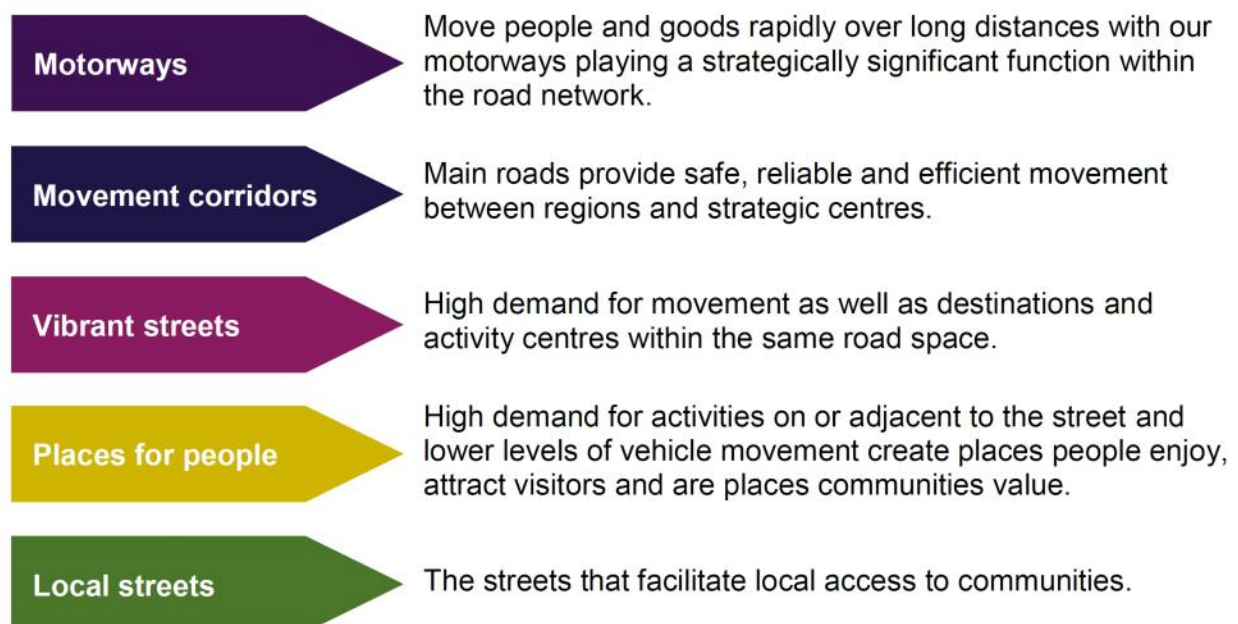 Motorways
Move people and goods rapidly over long distances with our
motorways playing a strategically significant function within
the road network.
Movement corridors
Main roads provide safe, reliable and efficient movement
between regions and strategic centres.
Vibrant streets
High demand for movement as well as destinations and
activity centres within the same road space.
Places for people
High demand for activities on or adjacent to the street and
lower levels of vehicle movement create places people enjoy,
attract visitors and are places communities value.
Local streets
The streets that facilitate local access to communities.